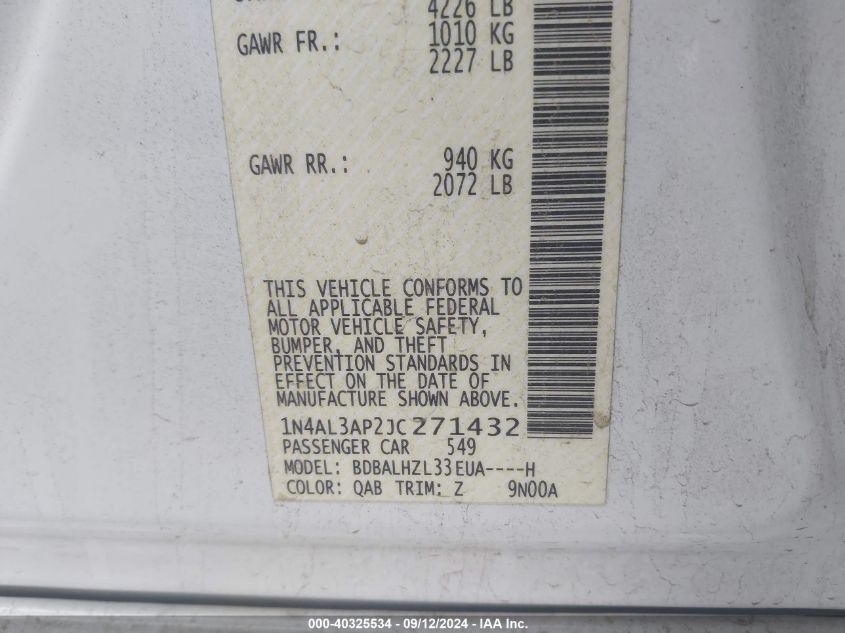 4226 LB
GAWR FR.: 1010 KG
2227 LB
GAWR RR.: 940 KG
2072 LB
THIS VEHICLE CONFORMS TO
ALL APPLICABLE FEDERAL
MOTOR VEHICLE SAFETY,
BUMPER, AND THEFT
PREVENTION STANDARDS IN
EFFECT ON THE DATE OF
MANUFACTURE SHOWN ABOVE.
1N4AL3AP2JC271432
PASSENGER CAR 549
MODEL: BDBALHZL33EUA----H
COLOR: QAB TRIM: Z 9N00A
000-40325534 - 09/12/2024 - IAA Inc.